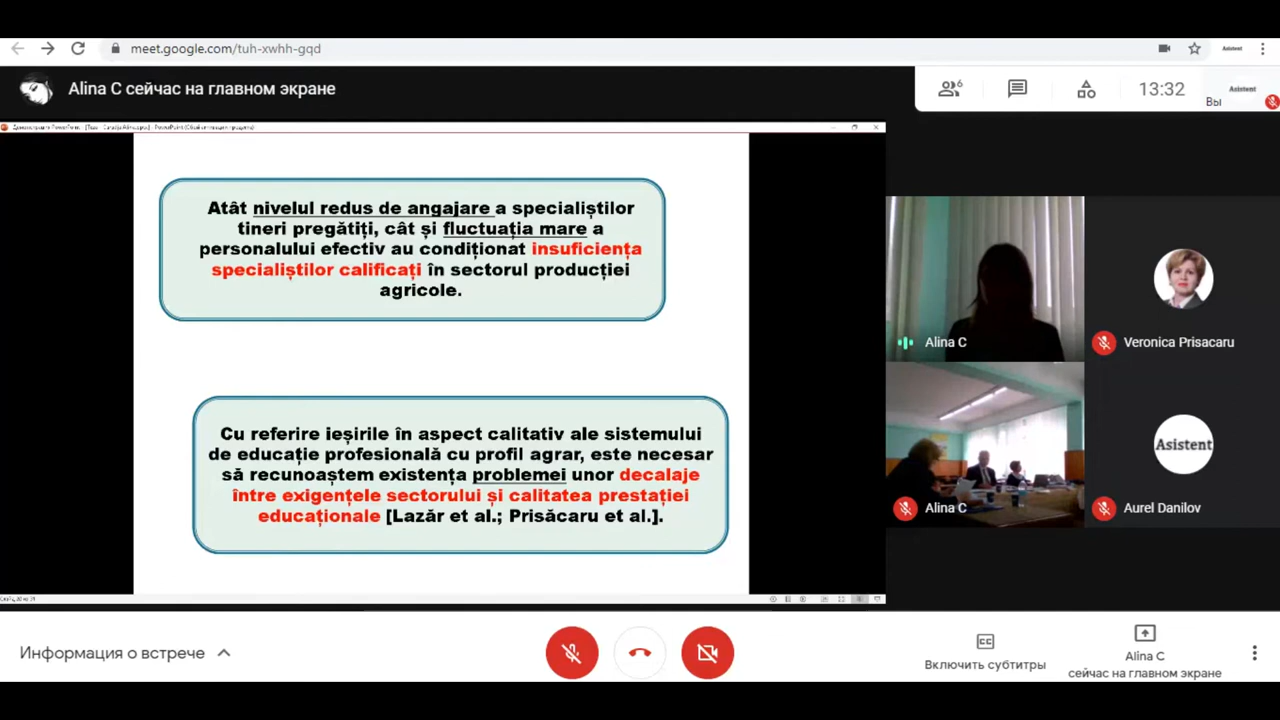 meet.google.com/tuh-xwhh-gqd
Asistent
Alina C сейчас на главном экране
6
13:32
Asistent
Вы
Atât nivelul redus de angajare a specialiștilor
tineri pregătiți, cât și fluctuația mare a
personalului efectiv au condiționat insuficiența
specialiștilor calificați în sectorul producției
agricole.
Cu referire ieșirile în aspect calitativ ale sistemului
de educație profesională cu profil agrar, este necesar
să recunoaștem existența problemei unor decalaje
între exigențele sectorului și calitatea prestației
educaționale [Lazăr et al.; Prisăcaru et al.].
Alina C
Veronica Prisacaru
Asistent
Alina C
Aurel Danilov
Информация о встрече
Включить субтитры
Alina C
сейчас на главном экране